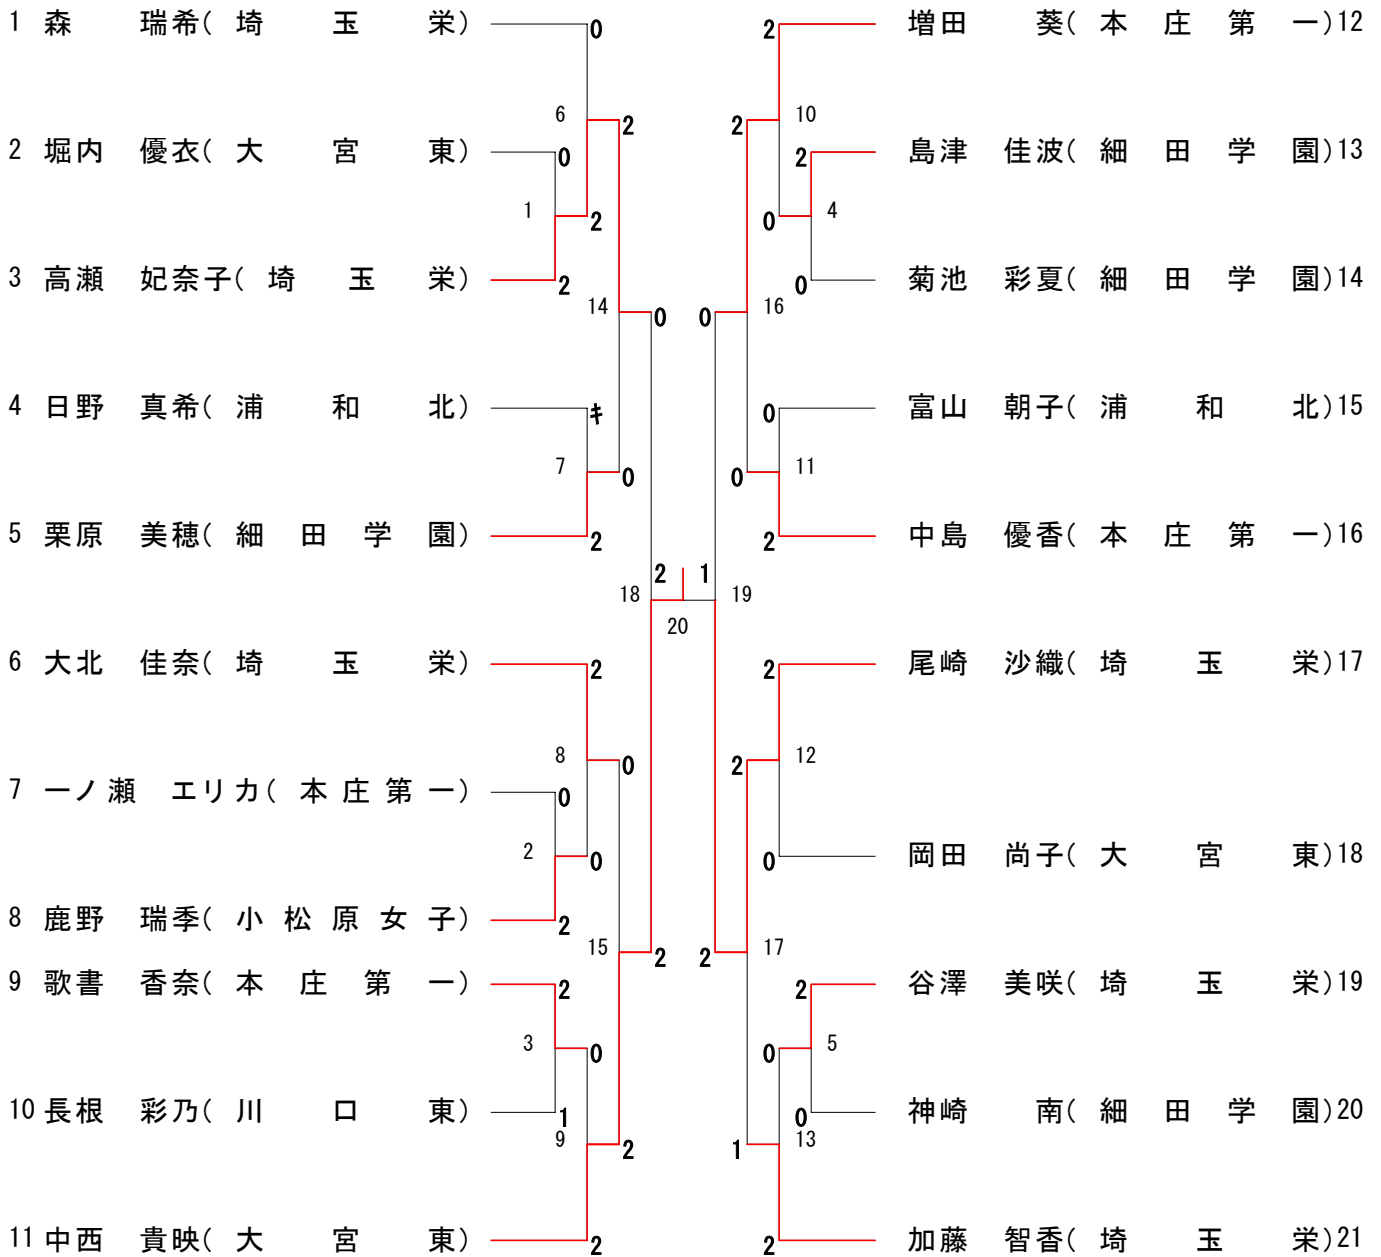 1 森 瑞希( 埼 玉 栄) 0 2 増田 葵( 本 庄 第 一)12
6 2 2 10
2 堀内 優衣( 大 宮 東) 0 2 島津 佳波( 細 田 学 園)13
1 2 0 4
3 高瀬 妃奈子( 埼 玉 栄) 2 0 菊池 彩夏( 細 田 学 園)14
14 0 0 16
4 日野 真希( 浦 和 北) キ 0 富山 朝子( 浦 和 北)15
7 0 0 11
5 栗原 美穂( 細 田 学 園) 2 2 中島 優香( 本 庄 第 一)16
18 2 1 19
20
6 大北 佳奈( 埼 玉 栄) 2 2 尾崎 沙織( 埼 玉 栄)17
8 0 2 12
7 一ノ瀬 エリカ( 本 庄 第 一) 0
2 0 0 岡田 尚子( 大 宮 東)18
8 鹿野 瑞季( 小 松 原 女 子) 2
15 2 2 17
9 歌書 香奈( 本 庄 第 一) 2 2 谷澤 美咲( 埼 玉 栄)19
3 0 0 5
10 長根 彩乃( 川 口 東) 1 0 神崎 南( 細 田 学 園)20
9 2 1 13
11 中西 貴映( 大 宮 東) 2 2 加藤 智香( 埼 玉 栄)21